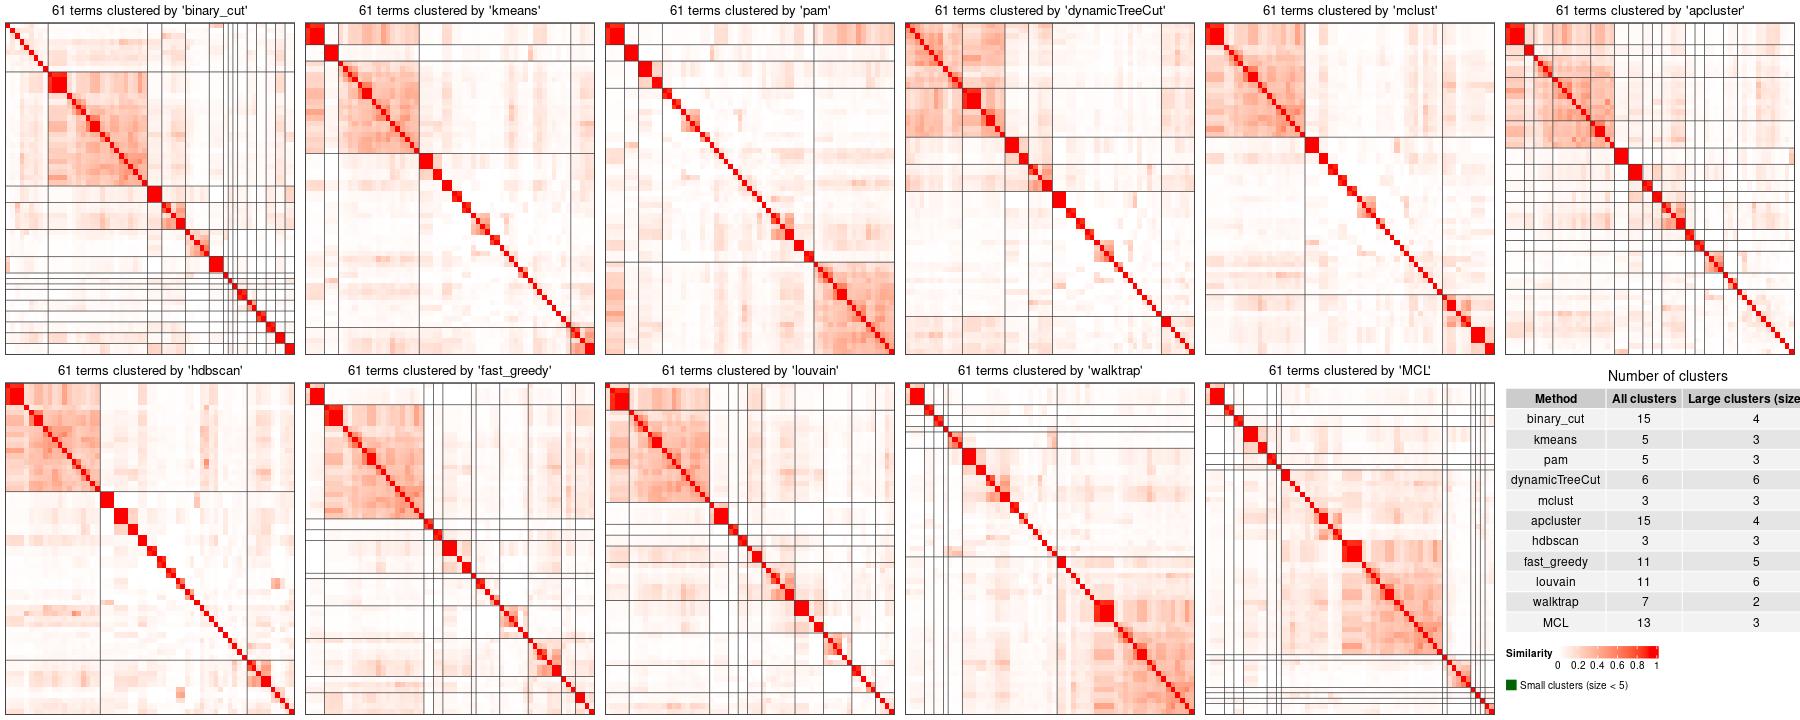 61 terms clustered by 'binary_cut'
61 terms clustered by 'kmeans'
61 terms clustered by 'pam'
61 terms clustered by 'dynamicTreeCut'
61 terms clustered by 'mclust'
61 terms clustered by 'apcluster'
61 terms clustered by 'hdbscan'
61 terms clustered by 'fast_greedy'
61 terms clustered by 'louvain'
61 terms clustered by 'walktrap'
61 terms clustered by 'MCL'
Number of clusters
Method All clusters Large clusters (size
binary_cut 15 4
kmeans 5 3
pam 5 3
dynamicTreeCut 6 6
mclust 3 3
apcluster 15 4
hdbscan 3 3
fast_greedy 11 5
louvain 11 6
walktrap 7 2
MCL 13 3
Similarity
0 0.2 0.4 0.6 0.8 1
Small clusters (size < 5)